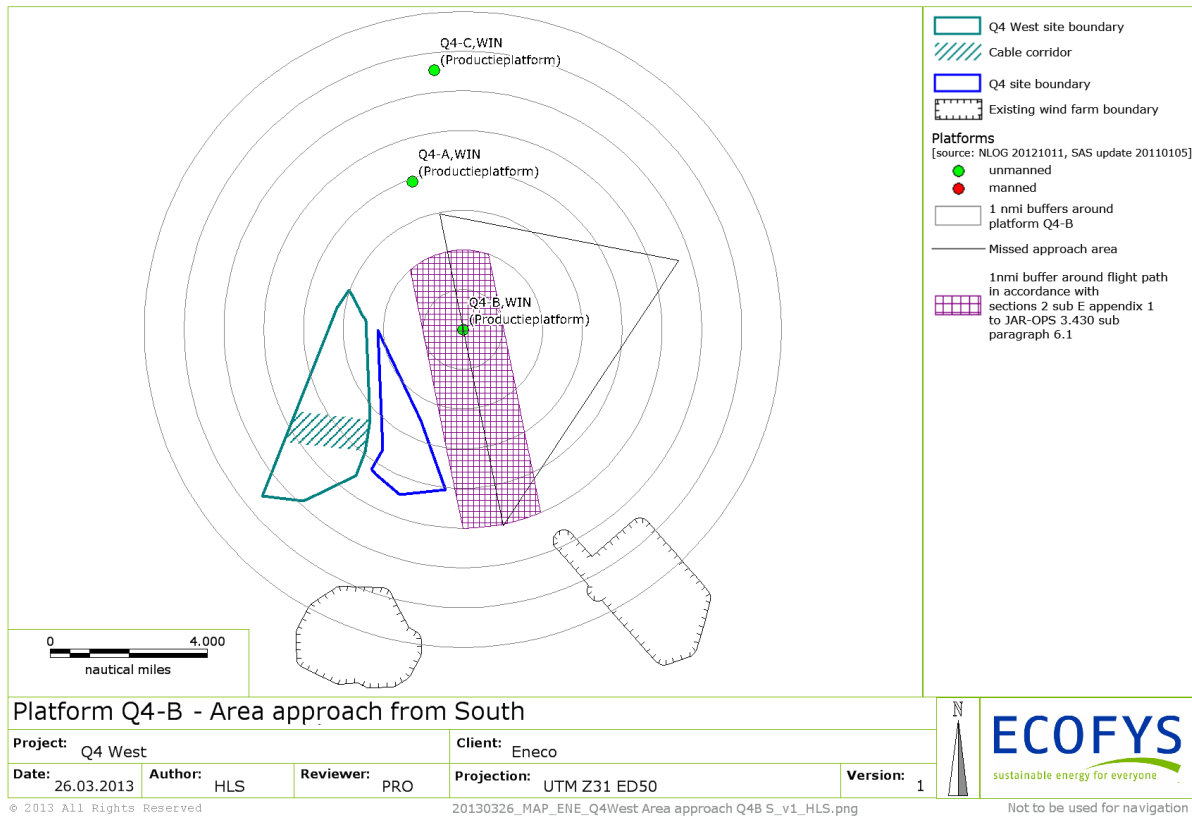 Q4-C,WIN
(Productieplatform)
Q4-A,WIN
(Productieplatform)
Q4-B,WIN
(Productieplatform)
0 4.000
nautical miles
Q4 West site boundary
Cable corridor
Q4 site boundary
Existing wind farm boundary
Platforms
[source: NLOG 20121011, SAS update 20110105]
unmanned
manned
1 nmi buffers around
platform Q4-B
Missed approach area
1nmi buffer around flight path
in accordance with
sections 2 sub E appendix 1
to JAR-OPS 3.430 sub
paragraph 6.1
Platform Q4-B - Area approach from South
Project: Q4 West
Client: Eneco
Date: 26.03.2013
Author: HLS
Reviewer: PRO
Projection: UTM Z31 ED50
Version: 1
N
ECOFYS
sustainable energy for everyone
© 2013 All Rights Reserved
20130326_MAP_ENE_Q4West Area approach Q4B S_v1_HLS.png
Not to be used for navigation